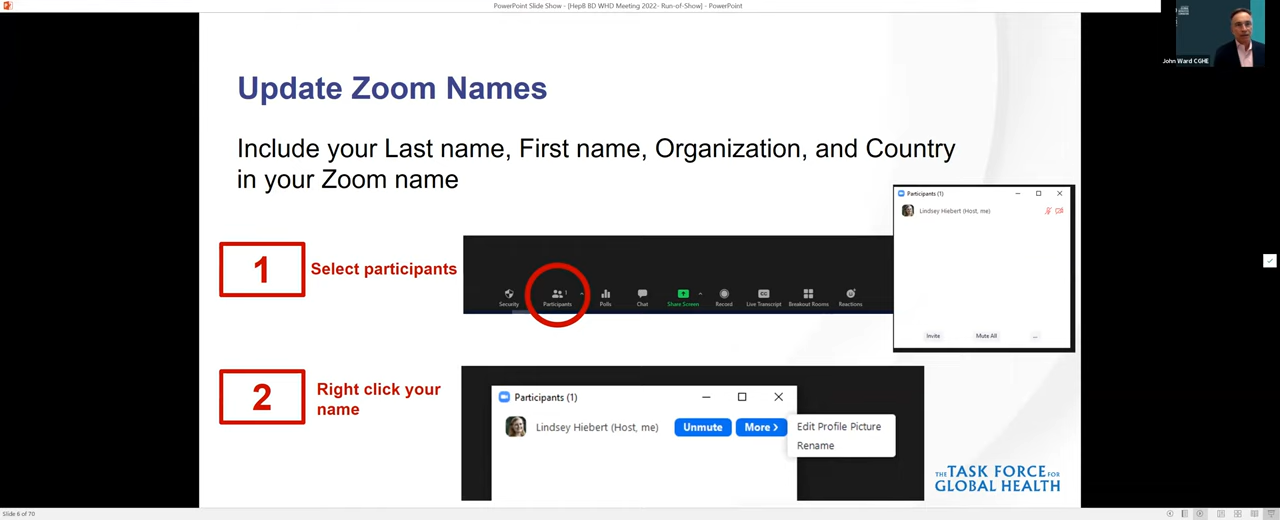 PowerPoint Slide Show - [HepB BD WHD Meeting 2022- Run-of-Show] - PowerPoint
John Ward CGHE
Update Zoom Names
Include your Last name, First name, Organization, and Country
in your Zoom name
Participants (1)
Lindsey Hiebert (Host, me)
Invite
Mute All
...
1
Select participants
Security
1
Participants
Polls
Chat
Share Screen
Record
CC
Live Transcript
Breakout Rooms
Reactions
2
Right click your
name
Participants (1)
Lindsey Hiebert (Host, me)
Unmute
More >
Edit Profile Picture
Rename
THE TASK FORCE FOR
GLOBAL HEALTH
Slide 6 of 70